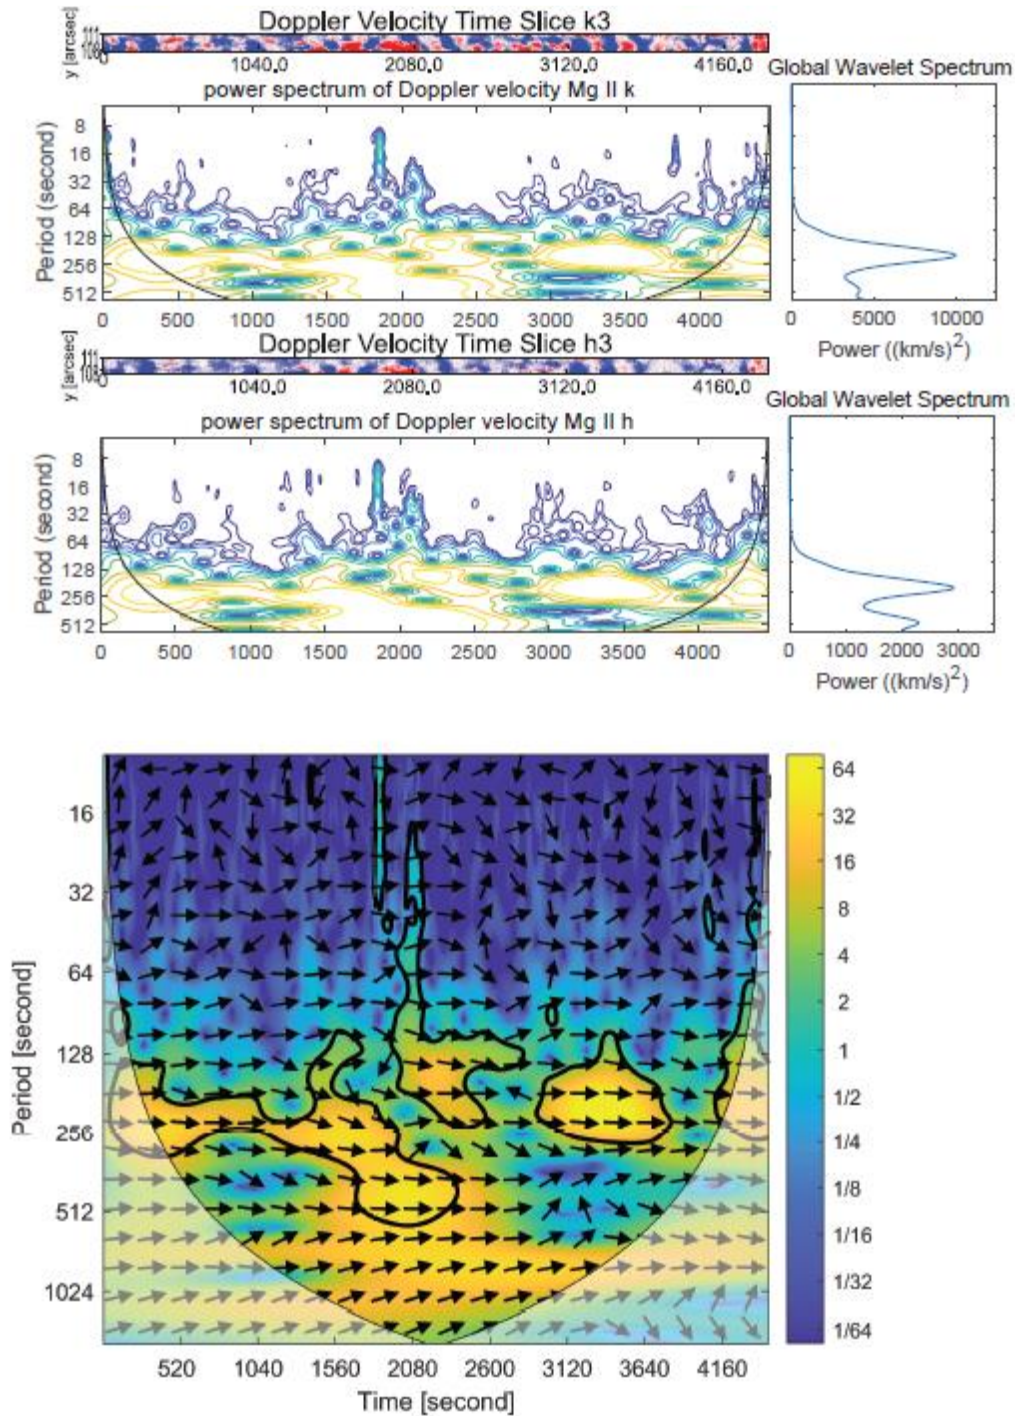 Doppler Velocity Time Slice k3
y [arcsec]
111
108
0 1040.0 2080.0 3120.0 4160.0
power spectrum of Doppler velocity Mg II k
Global Wavelet Spectrum
Period (second)
8
16
32
64
128
256
512
0 500 1000 1500 2000 2500 3000 3500 4000
0 5000 10000
Power ((km/s)2)
Doppler Velocity Time Slice h3
y [arcsec]
111
0 1040.0 2080.0 3120.0 4160.0
power spectrum of Doppler velocity Mg II h
Global Wavelet Spectrum
Period (second)
8
16
32
64
128
256
512
0 500 1000 1500 2000 2500 3000 3500 4000
0 1000 2000 3000
Power ((km/s)2)
Period [second]
16
32
64
128
256
512
1024
520 1040 1560 2080 2600 3120 3640 4160
Time [second]
64
32
16
8
4
2
1
1/2
1/4
1/8
1/16
1/32
1/64